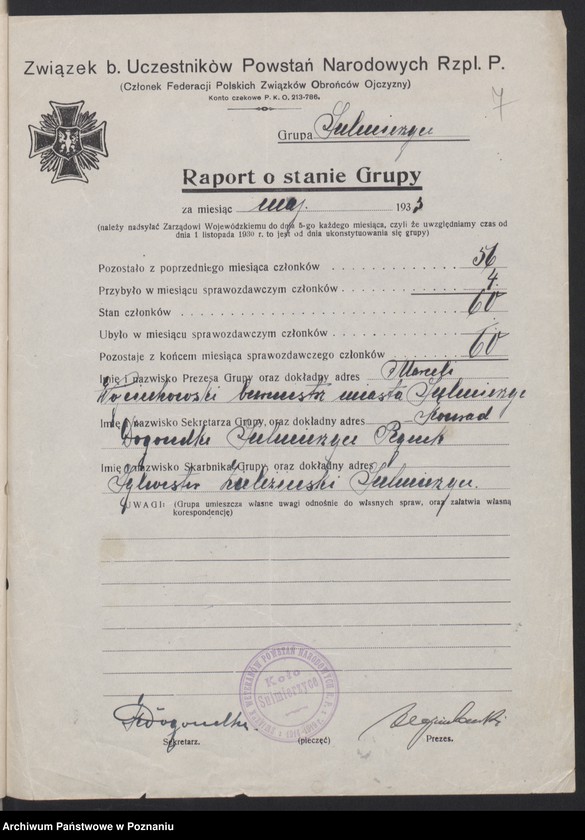 Związek b. Uczestników Powstań Narodowych Rzpl. P.
(Członek Federacji Polskich Związków Obrońców Ojczyzny)
Konto czekowe P. K. O. 213-786.
7
Grupa Sulmierzyce
Raport o stanie Grupy
za miesiąc maj. 1933
(należy nadsyłać Zarządowi Wojewódzkiemu do dnia 5-go każdego miesiąca, czyli że uwzględniamy czas od
dnia 1 listopada 1930 r. to jest od dnia ukonstytuowania się grupy)
Pozostało z poprzedniego miesiąca członków 56
Przybyło w miesiącu sprawozdawczym członków 4.
Stan członków 60
Ubyło w miesiącu sprawozdawczym członków
Pozostaje z końcem miesiąca sprawozdawczego członków 60
Imię i nazwisko Prezesa Grupy oraz dokładny adres Marceli
burmistrz miasta Sulmierzyce
Imię i nazwisko Sekretarza Grupy, oraz dokładny adres Konrad
Sulmierzyce Rynek
Imię i nazwisko Skarbnika Grupy, oraz dokładny adres
Sylwester Sulmierzyce.
UWAGI: (Grupa umieszcza własne uwagi odnośnie do własnych spraw, oraz załatwia własną
korespondencję)
Koło
Sulmierzyce
Sekretarz. (pieczęć) Prezes.
Archiwum Państwowe w Poznaniu